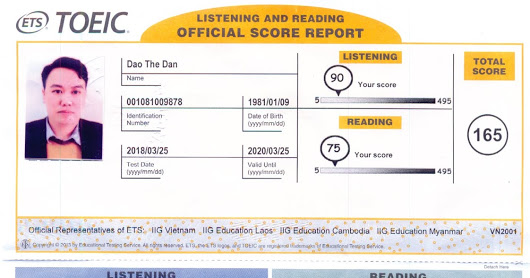 ETS TOEIC
LISTENING AND READING
OFFICIAL SCORE REPORT
Dao The Dan
Name
001081009878
1981/01/09
Identification
Number
Date of Birth
(yyyy/mm/dd)
2018/03/25
2020/03/25
Test Date
(yyyy/mm/dd)
Valid Until
(yyyy/mm/dd)
LISTENING
90
Your score
5
495
READING
75
Your score
5
495
TOTAL
SCORE
165
Official Representatives of ETS: IIG Vietnam IIG Education Laos IIG Education Cambodia IIG Education Myanmar VN2001
Educational Testing Service. All rights reserved. ETS, the ETS logo, and TOEIC are registered trademarks of Educational Testing Service.
Detach Here
LISTENING
READING